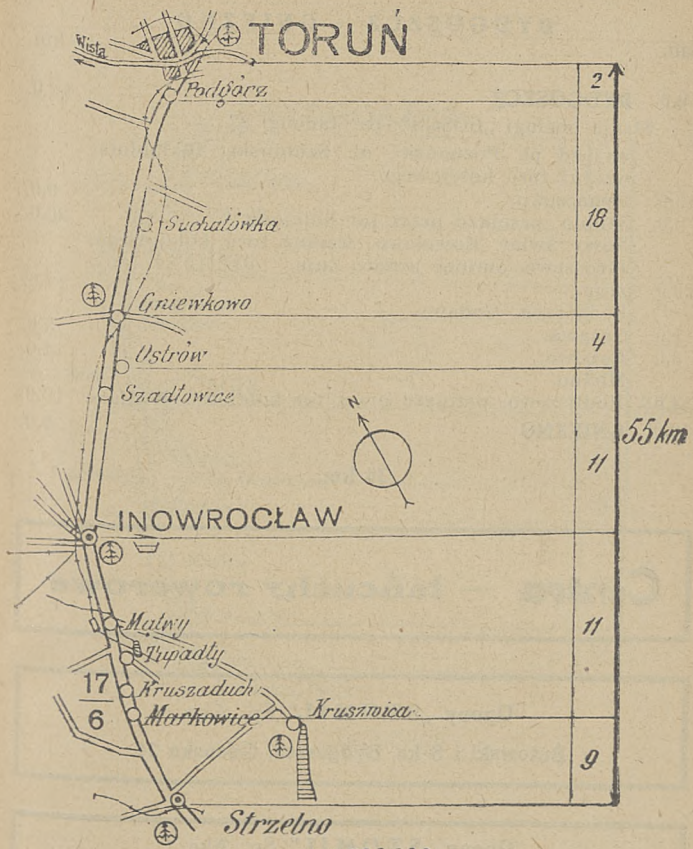 TORUŃ
Wisła
2
Podgórz
Suchatówka
18
Gniewkowo
4
Ostrów
Szadłowice
N
55 km
11
INOWROCŁAW
Matwy
11
Tupadły
17
6
Kruszaduch
Markowice
Kruszwica
9
Strzelno